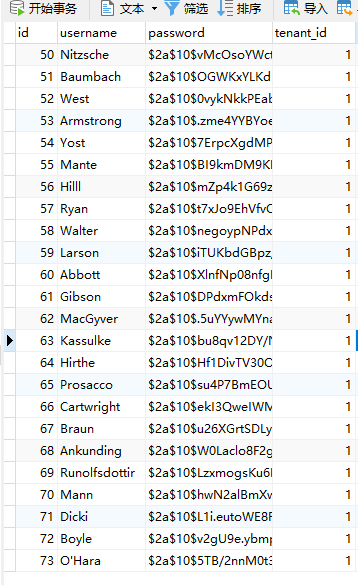 开始事务 文本 筛选 排序 导入
id username password tenant_id
50 Nitzsche $2a$10$vMcOsoYWct 1
51 Baumbach $2a$10$OGWKxYLKd 1
52 West $2a$10$0vykNkkPEab 1
53 Armstrong $2a$10$.zme4YYBYoe 1
54 Yost $2a$10$7ErpcXgdMP 1
55 Mante $2a$10$BI9kmDM9Kl 1
56 Hilll $2a$10$mZp4k1G69z 1
57 Ryan $2a$10$t7xJo9EhVfvC 1
58 Walter $2a$10$negoypNPdx 1
59 Larson $2a$10$iTUKbdGBpz 1
60 Abbott $2a$10$XlnfNp08nfg 1
61 Gibson $2a$10$DPdxmFOkds 1
62 MacGyver $2a$10$.5uYYywMYna 1
63 Kassulke $2a$10$bu8qv12DY/N 1
64 Hirthe $2a$10$Hf1DivTV30C 1
65 Prosacco $2a$10$su4P7BmEOU 1
66 Cartwright $2a$10$ekI3QweIWM 1
67 Braun $2a$10$u26XGrtSDLy 1
68 Ankunding $2a$10$W0Laclo8F2g 1
69 Runolfsdottir $2a$10$LzxmogsKu6 1
70 Mann $2a$10$hwN2alBmXv 1
71 Dicki $2a$10$L1i.eutoWE8F 1
72 Boyle $2a$10$v2gU9e.ybmp 1
73 O'Hara $2a$10$5TB/2nnM0t3 1